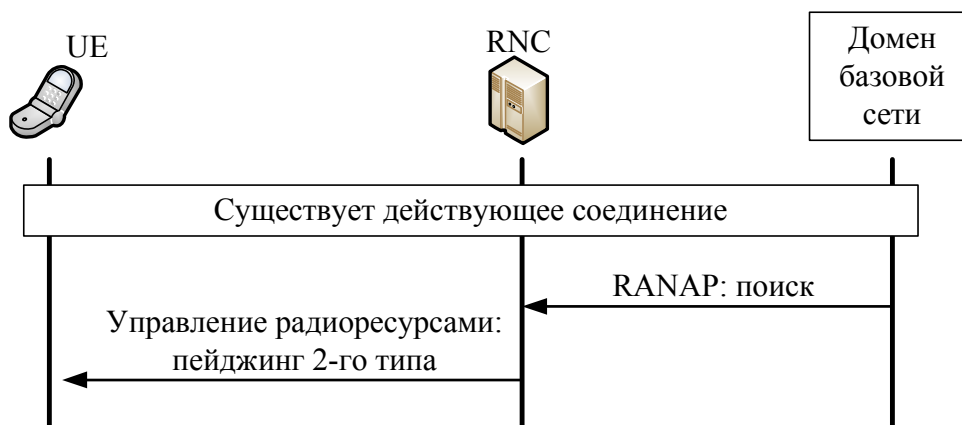 UE
RNC
Домен
базовой
сети
Существует действующее соединение
RANAP: поиск
Управление радиоресурсами:
пейджинг 2-го типа